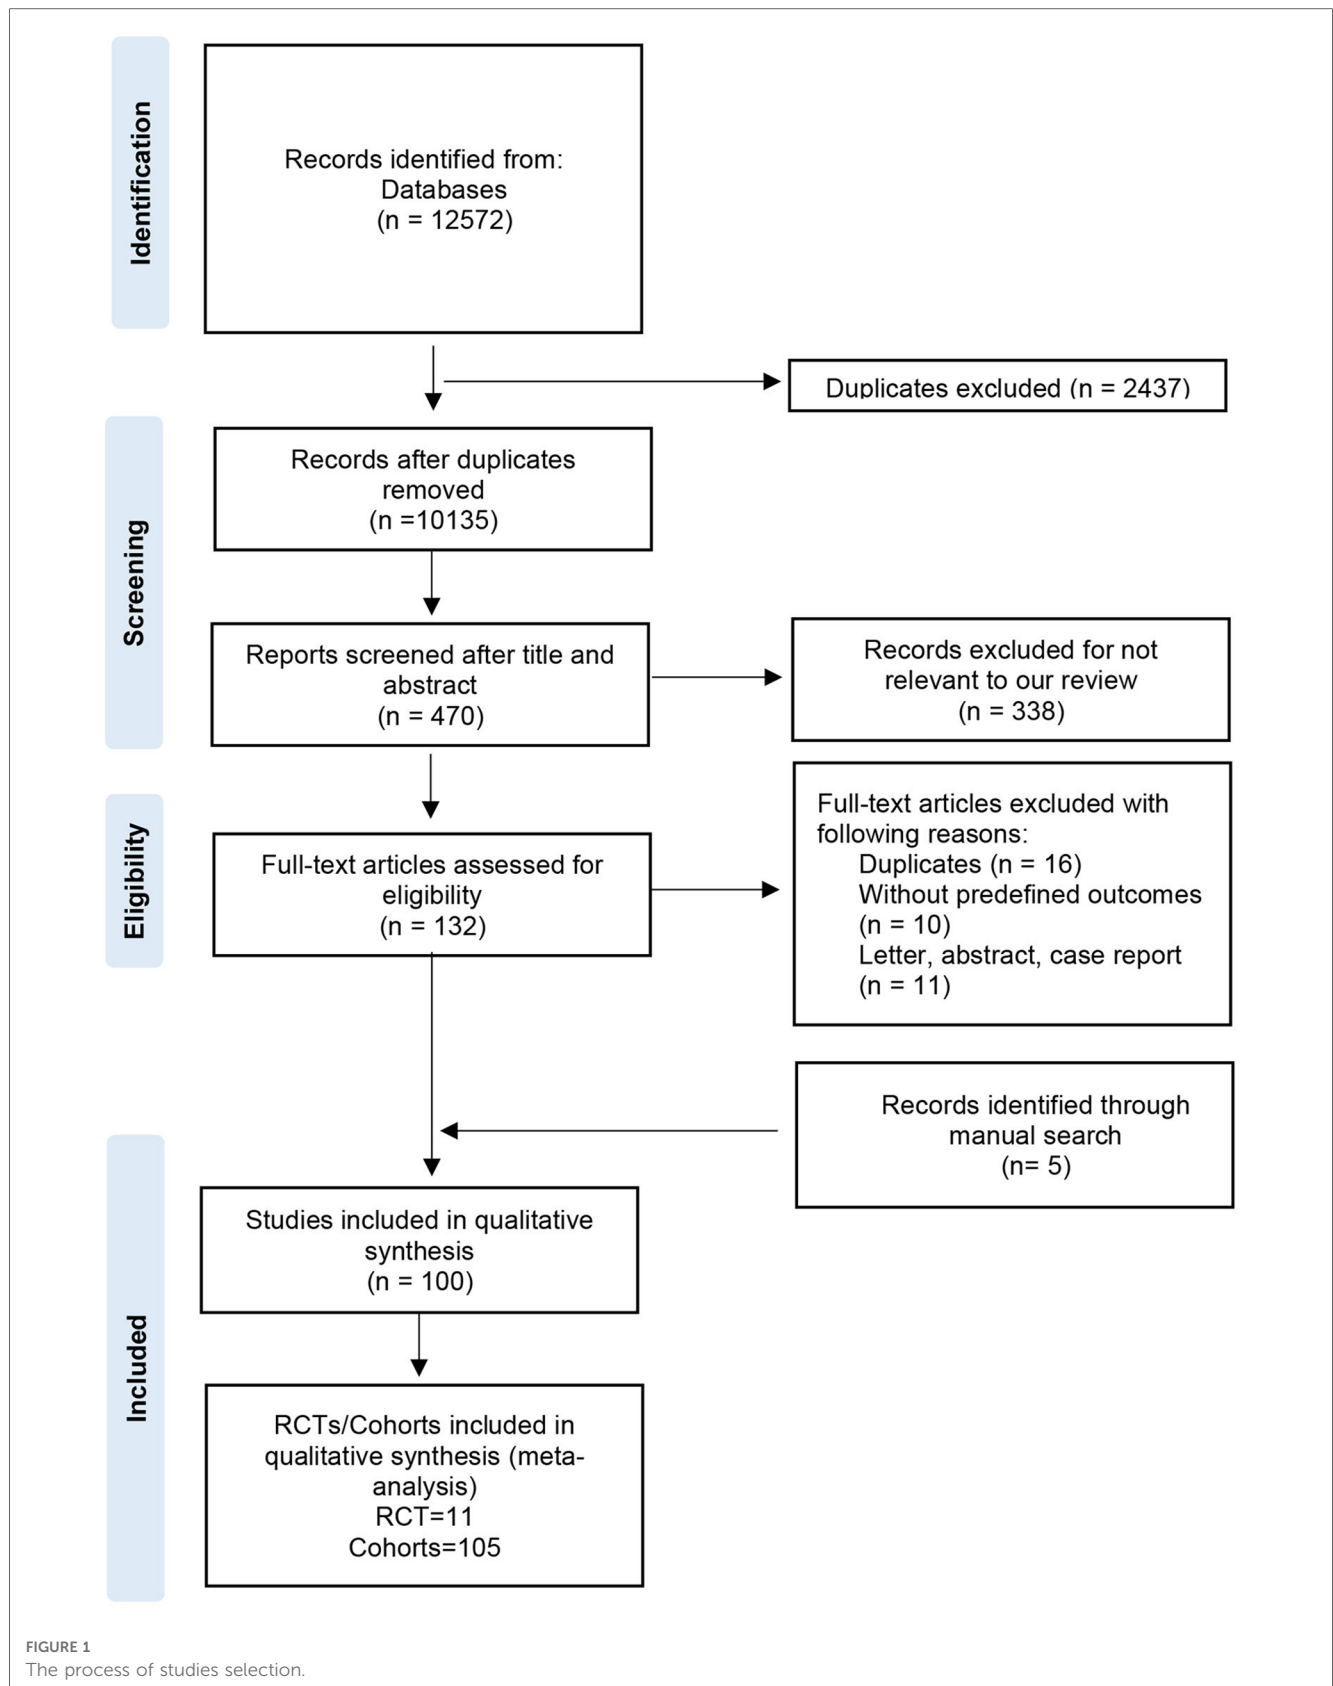 Identification
Records identified from:
Databases
(n = 12572)
Duplicates excluded (n = 2437)
Screening
Records after duplicates
removed
(n =10135)
Reports screened after title and
abstract
(n = 470)
Records excluded for not
relevant to our review
(n = 338)
Eligibility
Full-text articles assessed for
eligibility
(n = 132)
Full-text articles excluded with
following reasons:
Duplicates (n = 16)
Without predefined outcomes
(n = 10)
Letter, abstract, case report
(n = 11)
Records identified through
manual search
(n= 5)
Included
Studies included in qualitative
synthesis
(n = 100)
RCTs/Cohorts included in
qualitative synthesis (meta-
analysis)
RCT=11
Cohorts=105
FIGURE 1
The process of studies selection.